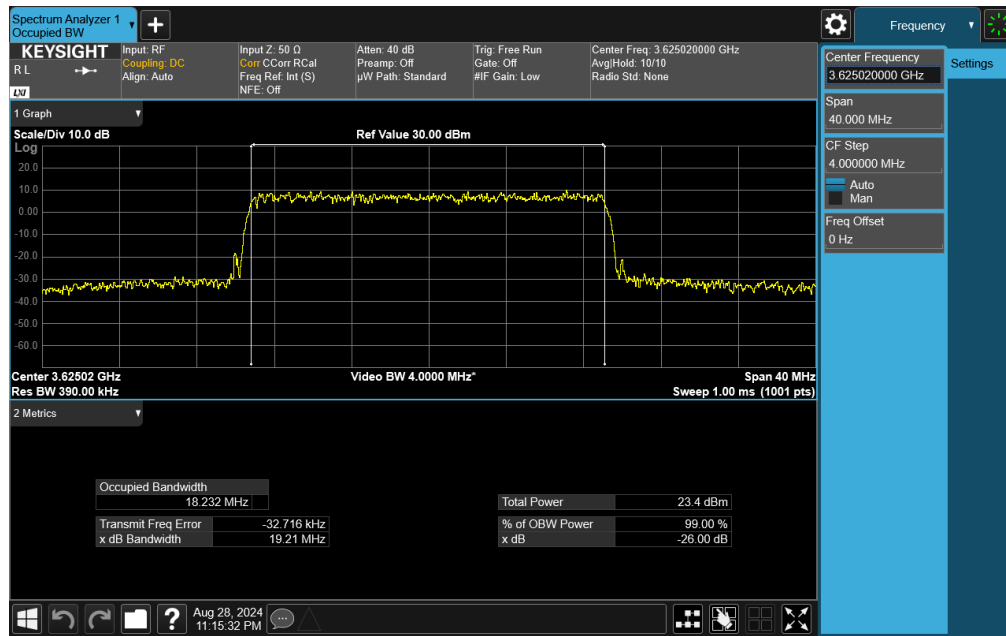 Spectrum Analyzer 1
Occupied BW
+
Frequency
KEYSIGHT
R L
LXI
Input: RF
Coupling: DC
Align: Auto
Input Z: 50 Ω
Corr CCorr RCal
Freq Ref: Int (S)
NFE: Off
Atten: 40 dB
Preamp: Off
µW Path: Standard
Trig: Free Run
Gate: Off
#IF Gain: Low
Center Freq: 3.625020000 GHz
Avg|Hold: 10/10
Radio Std: None
Center Frequency
3.625020000 GHz
Settings
Span
40.000 MHz
CF Step
4.000000 MHz
Auto
Man
Freq Offset
0 Hz
1 Graph
Scale/Div 10.0 dB
Ref Value 30.00 dBm
Log
20.0
10.0
0.00
-10.0
-20.0
-30.0
-40.0
-50.0
-60.0
Center 3.62502 GHz
Video BW 4.0000 MHz*
Span 40 MHz
Res BW 390.00 kHz
Sweep 1.00 ms (1001 pts)
2 Metrics
Occupied Bandwidth
18.232 MHz
Total Power 23.4 dBm
Transmit Freq Error -32.716 kHz
% of OBW Power 99.00 %
x dB Bandwidth 19.21 MHz
x dB -26.00 dB
?
Aug 28, 2024
11:15:32 PM